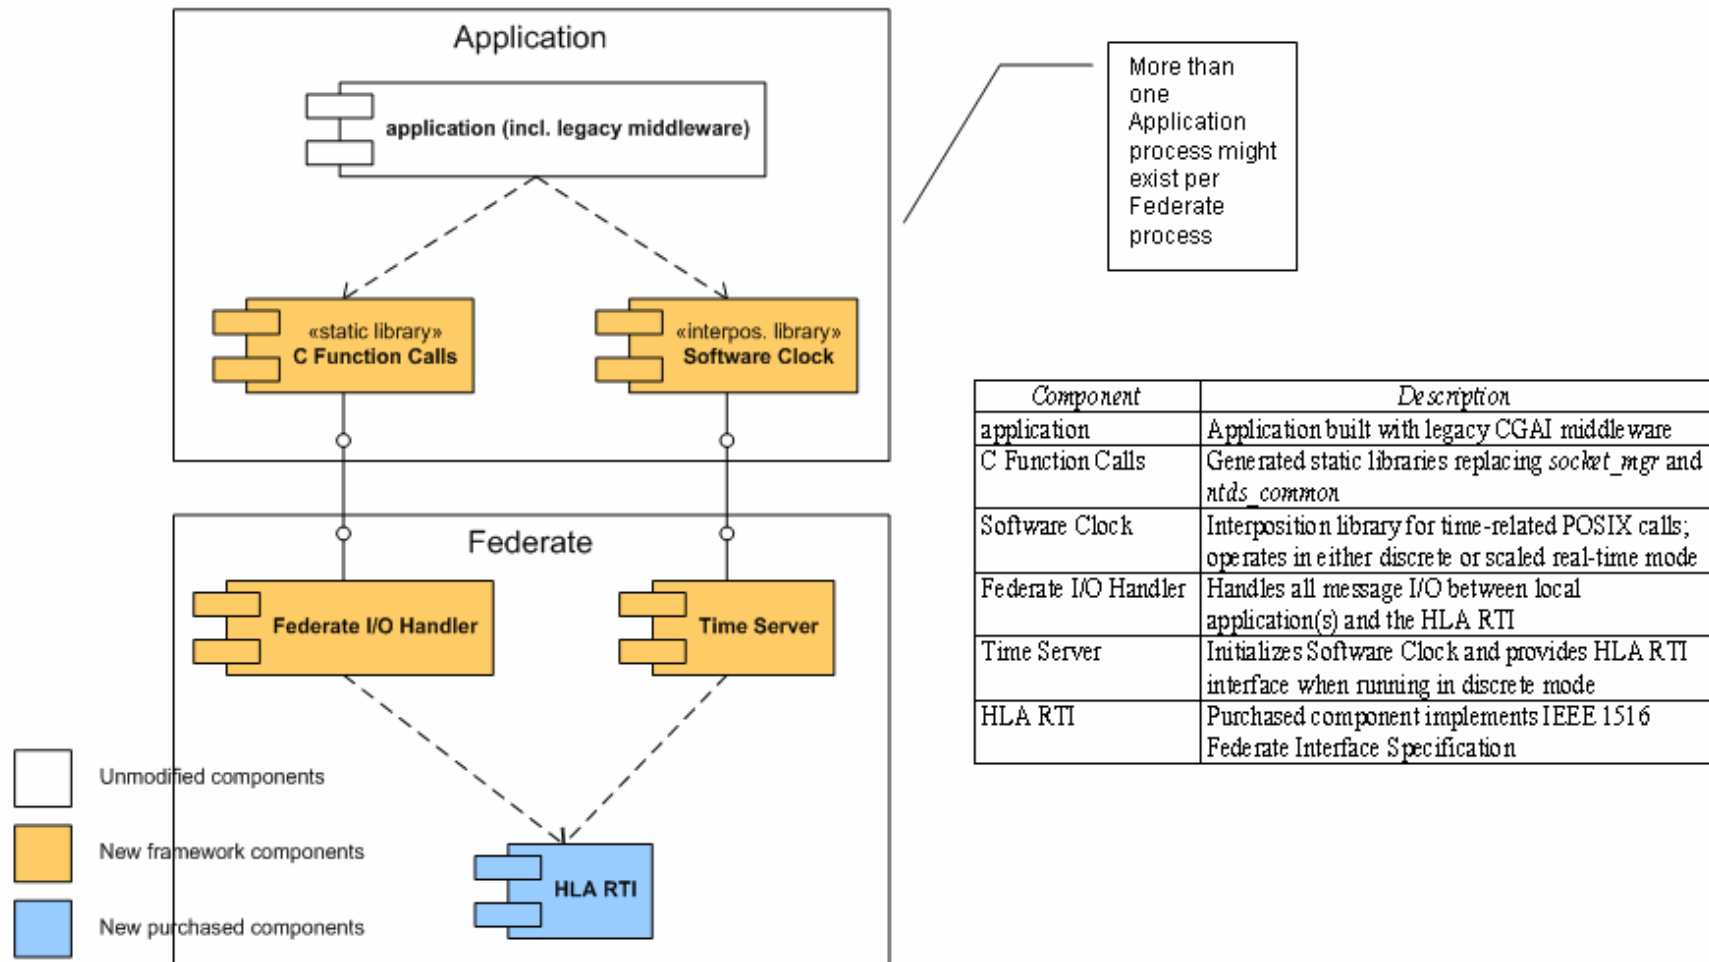 Application
application (incl. legacy middleware)
«static library»
C Function Calls
«interpos. library»
Software Clock
More than
one
Application
process might
exist per
Federate
process
Federate
Federate I/O Handler
Time Server
HLA RTI
Unmodified components
New framework components
New purchased components
Component Description
application Application built with legacy CGAI middleware
C Function Calls Generated static libraries replacing socket_mgr and
ntds_common
Software Clock Interposition library for time-related POSIX calls;
operates in either discrete or scaled real-time mode
Federate I/O Handler Handles all message I/O between local
application(s) and the HLA RTI
Time Server Initializes Software Clock and provides HLA RTI
interface when running in discrete mode
HLA RTI Purchased component implements IEEE 1516
Federate Interface Specification